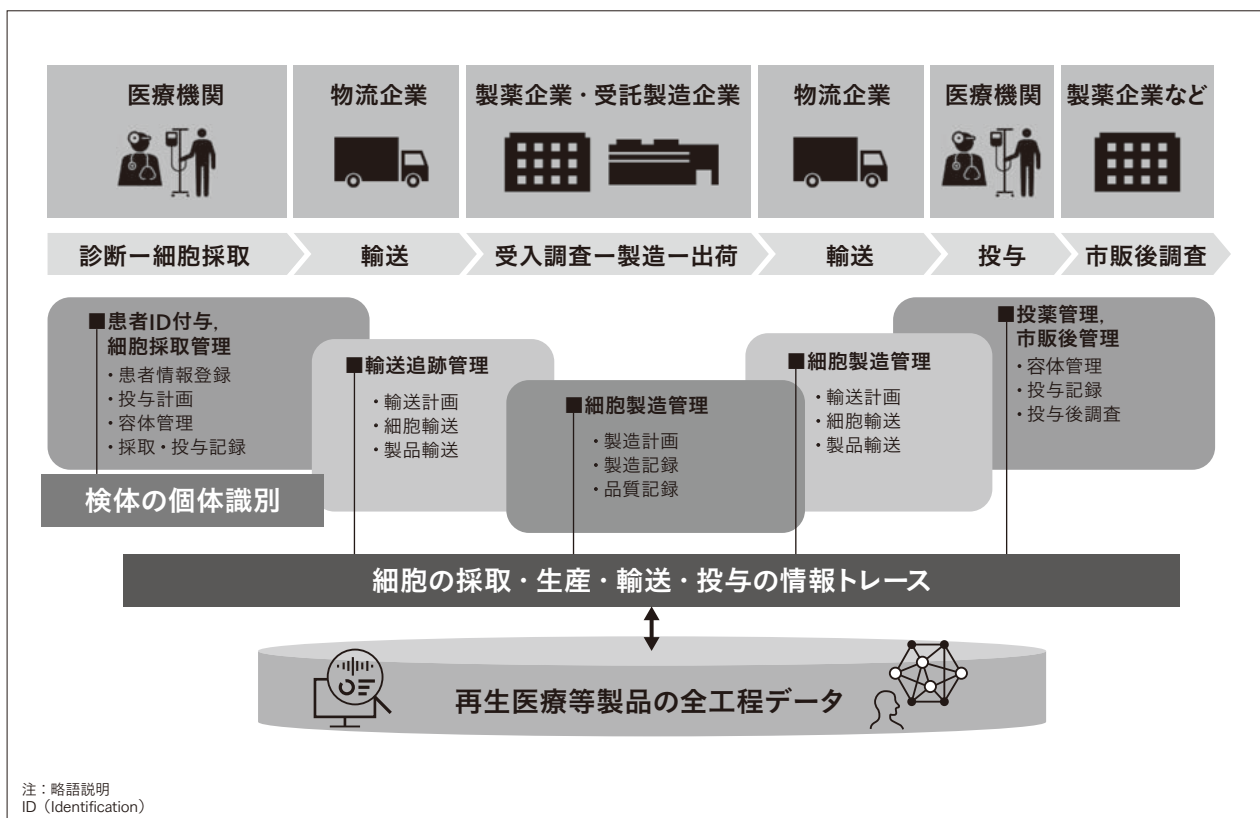 医療機関
物流企業
製薬企業・受託製造企業
物流企業
医療機関
製薬企業など
診断ー細胞採取
輸送
受入調査ー製造ー出荷
輸送
投与
市販後調査
■患者ID付与,
細胞採取管理
・患者情報登録
・投与計画
・容体管理
・採取・投与記録
検体の個体識別
■輸送追跡管理
・輸送計画
・細胞輸送
・製品輸送
■細胞製造管理
・製造計画
・製造記録
・品質記録
■細胞製造管理
・輸送計画
・細胞輸送
・製品輸送
■投薬管理,
市販後管理
・容体管理
・投与記録
・投与後調査
細胞の採取・生産・輸送・投与の情報トレース
再生医療等製品の全工程データ
注：略語説明
ID（Identification）